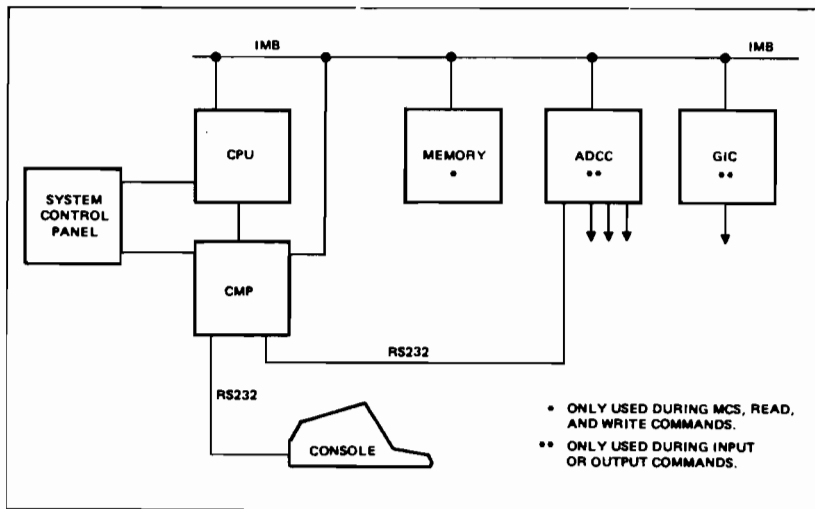 IMB
IMB
CPU
MEMORY
•
ADCC
••
GIC
••
SYSTEM
CONTROL
PANEL
CMP
RS232
RS232
CONSOLE
• ONLY USED DURING MCS, READ,
AND WRITE COMMANDS.
•• ONLY USED DURING INPUT
OR OUTPUT COMMANDS.